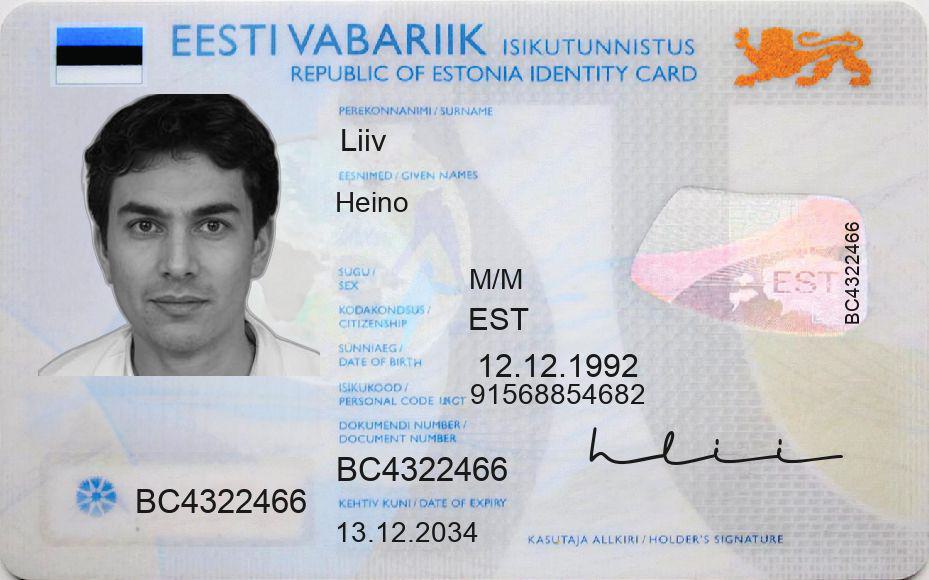 EESTI VABARIIK ISIKUTUNNISTUS
REPUBLIC OF ESTONIA IDENTITY CARD
PEREKONNANIMI / SURNAME
Liiv
EESNIMED / GIVEN NAMES
Heino
SUGU / SEX
M/M
KODAKONDSUS / CITIZENSHIP
EST
SÜNNIAEG / DATE OF BIRTH
12.12.1992
ISIKUKOOD / PERSONAL CODE
91568854682
DOKUMENDI NUMBER / DOCUMENT NUMBER
BC4322466
KEHTIV KUNI / DATE OF EXPIRY
13.12.2034
BC4322466
EST
BC4322466
hlii
KASUTAJA ALLKIRI / HOLDER'S SIGNATURE